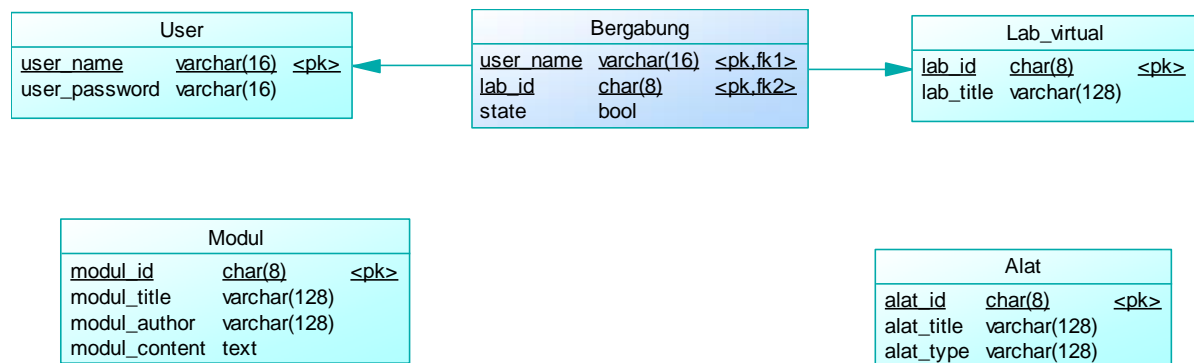 User
user_name varchar(16) <pk>
user_password varchar(16)
Bergabung
user_name varchar(16) <pk,fk1>
lab_id char(8) <pk,fk2>
state bool
Lab_virtual
lab_id char(8) <pk>
lab_title varchar(128)
Modul
modul_id char(8) <pk>
modul_title varchar(128)
modul_author varchar(128)
modul_content text
Alat
alat_id char(8) <pk>
alat_title varchar(128)
alat_type varchar(128)